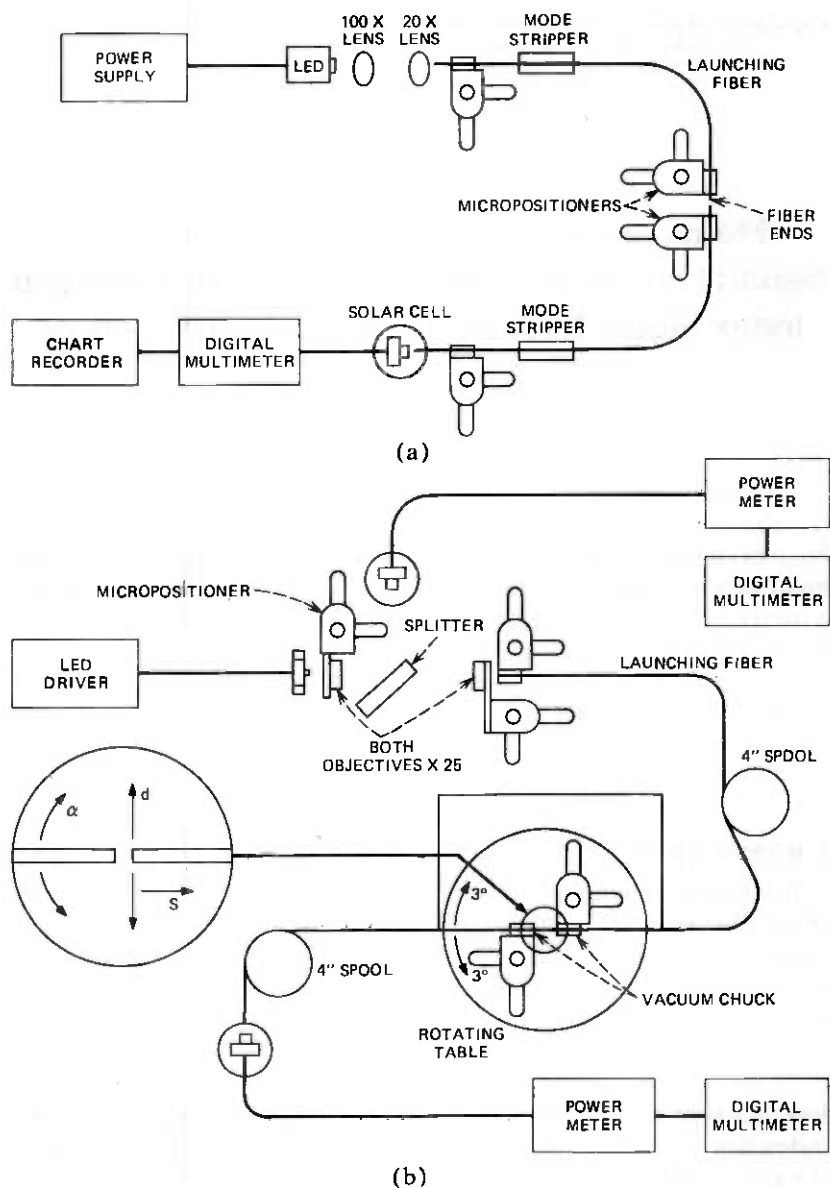 100 X
LENS
20 X
LENS
MODE
STRIPPER
POWER
SUPPLY
LED
LAUNCHING
FIBER
MICROPOSITIONERS
FIBER
ENDS
SOLAR CELL
MODE
STRIPPER
CHART
RECORDER
DIGITAL
MULTIMETER
(a)
POWER
METER
DIGITAL
MULTIMETER
MICROPOSITIONER
SPLITTER
LED
DRIVER
LAUNCHING FIBER
BOTH
OBJECTIVES X 25
4" SPOOL
α
d
S
3°
3°
4" SPOOL
VACUUM CHUCK
ROTATING
TABLE
POWER
METER
DIGITAL
MULTIMETER
(b)